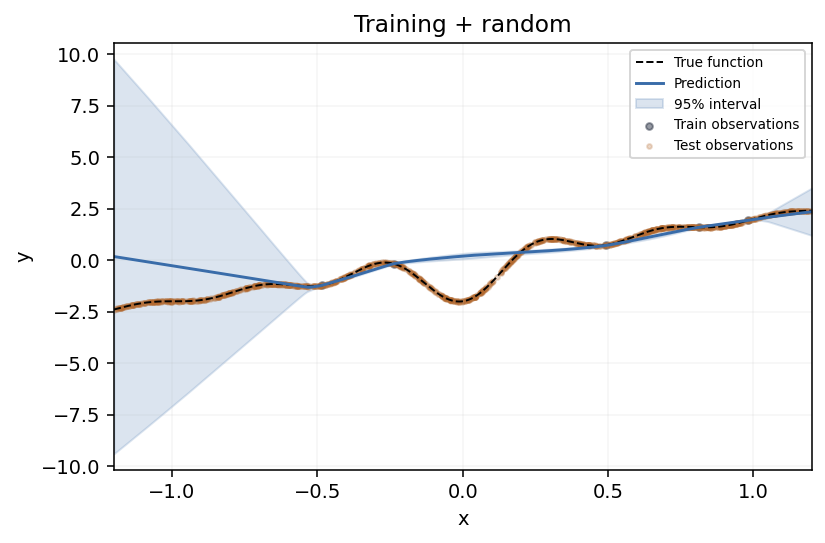 Training + random
10.0
7.5
5.0
2.5
0.0
−2.5
−5.0
−7.5
−10.0
y
True function
Prediction
95% interval
Train observations
Test observations
−1.0
−0.5
0.0
0.5
1.0
x